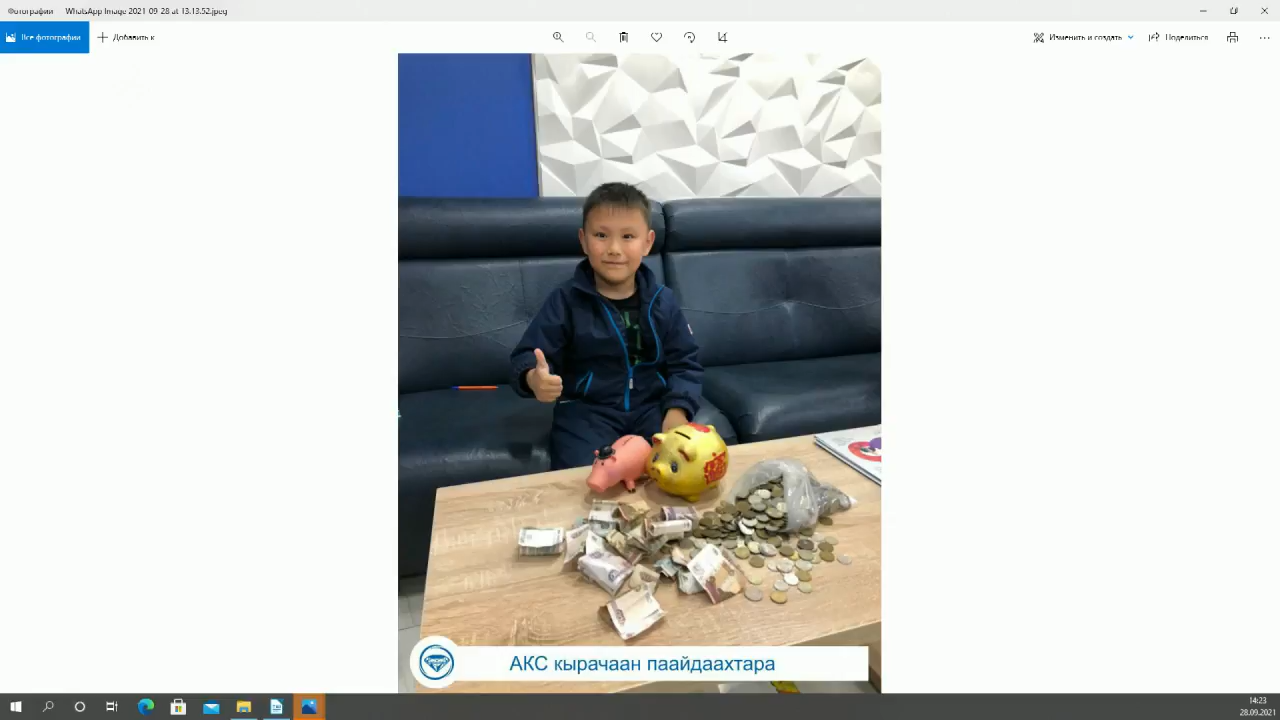 Фотографии - WhatsApp Image 2021-09-28 at 13.13.52.jpeg
Все фотографии
Добавить к
Изменить и создать
Поделиться
АКС кырачаан паайдаахтара
14:23
28.09.2021